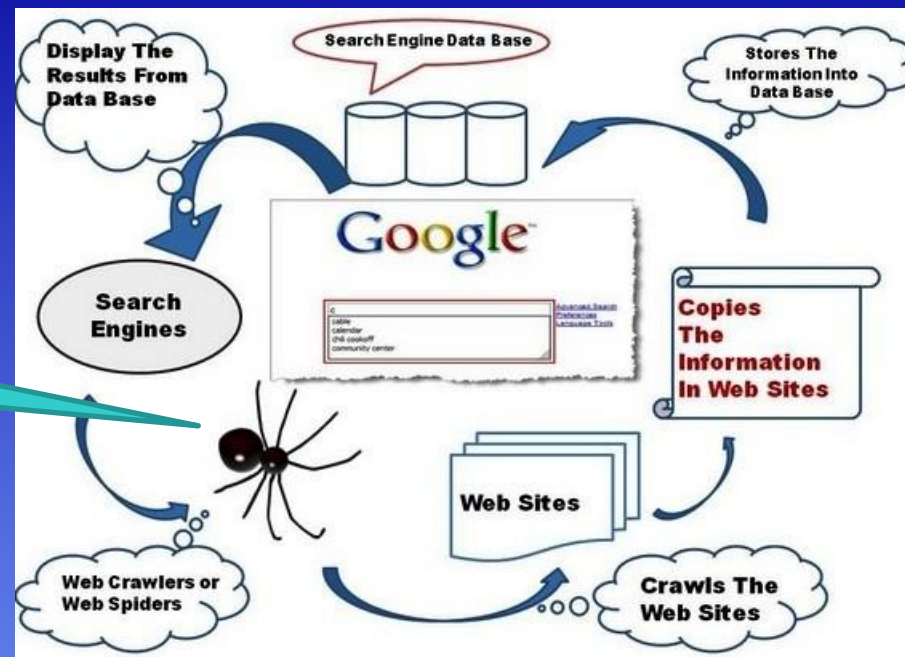 Display The
Results From
Data Base
Search Engine Data Base
Stores The
Information Into
Data Base
Google™
c
cable
calendar
chili cookoff
community center
Advanced Search
Preferences
Language Tools
Search
Engines
Copies
The
Information
In Web Sites
Web Sites
Web Crawlers or
Web Spiders
Crawls The
Web Sites